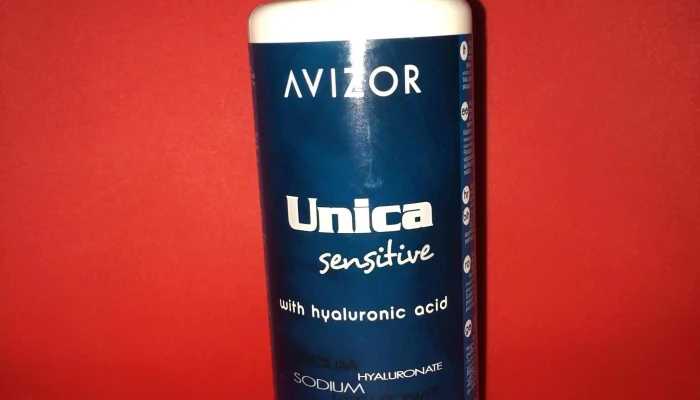 AVIZOR
Unica
sensitive
with hyaluronic acid
SODIUM HYALURONATE